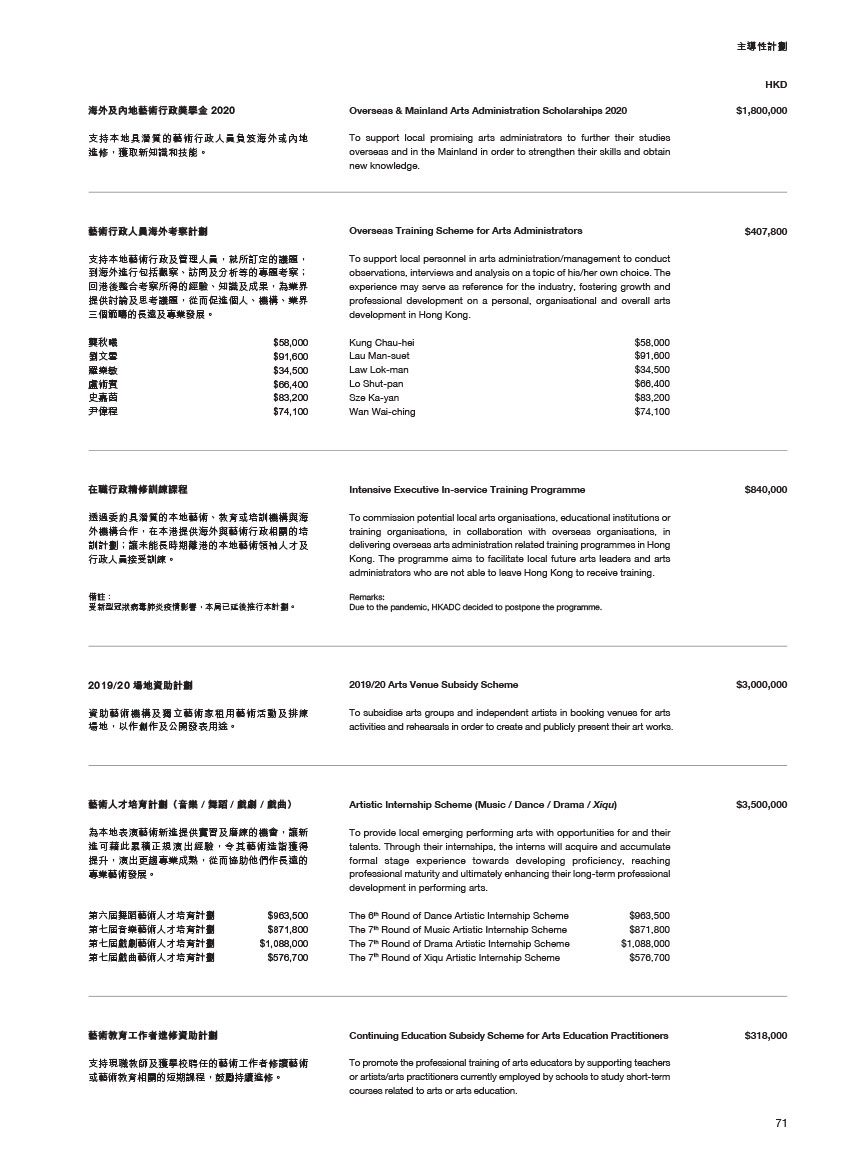 主導性計劃
HKD
海外及內地藝術行政獎學金 2020
Overseas & Mainland Arts Administration Scholarships 2020
$1,800,000
支持本地具潛質的藝術行政人員負笈海外或內地
進修，獲取新知識和技能。
To support local promising arts administrators to further their studies
overseas and in the Mainland in order to strengthen their skills and obtain
new knowledge.
藝術行政人員海外考察計劃
Overseas Training Scheme for Arts Administrators
$407,800
支持本地藝術行政及管理人員，就所訂定的議題，
到海外進行包括觀察、訪問及分析等的專題考察；
回港後整合考察所得的經驗、知識及成果，為業界
提供討論及思考議題，從而促進個人、機構、業界
三個範疇的長遠及專業發展。
To support local personnel in arts administration/management to conduct
observations, interviews and analysis on a topic of his/her own choice. The
experience may serve as reference for the industry, fostering growth and
professional development on a personal, organisational and overall arts
development in Hong Kong.
龔秋曦 $58,000
劉文雪 $91,600
羅樂敏 $34,500
盧術賓 $66,400
史嘉茵 $83,200
尹偉程 $74,100
Kung Chau-hei $58,000
Lau Man-suet $91,600
Law Lok-man $34,500
Lo Shut-pan $66,400
Sze Ka-yan $83,200
Wan Wai-ching $74,100
在職行政精修訓練課程
Intensive Executive In-service Training Programme
$840,000
透過委約具潛質的本地藝術、教育或培訓機構與海
外機構合作，在本港提供海外與藝術行政相關的培
訓計劃；讓未能長時期離港的本地藝術領袖人才及
行政人員接受訓練。
To commission potential local arts organisations, educational institutions or
training organisations, in collaboration with overseas organisations, in
delivering overseas arts administration related training programmes in Hong
Kong. The programme aims to facilitate local future arts leaders and arts
administrators who are not able to leave Hong Kong to receive training.
備註：
受新型冠狀病毒肺炎疫情影響，本局已延後推行本計劃。
Remarks:
Due to the pandemic, HKADC decided to postpone the programme.
2019/20 場地資助計劃
2019/20 Arts Venue Subsidy Scheme
$3,000,000
資助藝術機構及獨立藝術家租用藝術活動及排練
場地，以作創作及公開發表用途。
To subsidise arts groups and independent artists in booking venues for arts
activities and rehearsals in order to create and publicly present their art works.
藝術人才培育計劃（音樂 / 舞蹈 / 戲劇 / 戲曲）
Artistic Internship Scheme (Music / Dance / Drama / Xiqu)
$3,500,000
為本地表演藝術新進提供實習及磨練的機會，讓新
進可藉此累積正規演出經驗，令其藝術造詣獲得
提升，演出更趨專業成熟，從而協助他們作長遠的
專業藝術發展。
To provide local emerging performing arts with opportunities for and their
talents. Through their internships, the interns will acquire and accumulate
formal stage experience towards developing proficiency, reaching
professional maturity and ultimately enhancing their long-term professional
development in performing arts.
第六屆舞蹈藝術人才培育計劃 $963,500
第七屆音樂藝術人才培育計劃 $871,800
第七屆戲劇藝術人才培育計劃 $1,088,000
第七屆戲曲藝術人才培育計劃 $576,700
The 6th Round of Dance Artistic Internship Scheme $963,500
The 7th Round of Music Artistic Internship Scheme $871,800
The 7th Round of Drama Artistic Internship Scheme $1,088,000
The 7th Round of Xiqu Artistic Internship Scheme $576,700
藝術教育工作者進修資助計劃
Continuing Education Subsidy Scheme for Arts Education Practitioners
$318,000
支持現職教師及獲學校聘任的藝術工作者修讀藝術
或藝術教育相關的短期課程，鼓勵持續進修。
To promote the professional training of arts educators by supporting teachers
or artists/arts practitioners currently employed by schools to study short-term
courses related to arts or arts education.
71